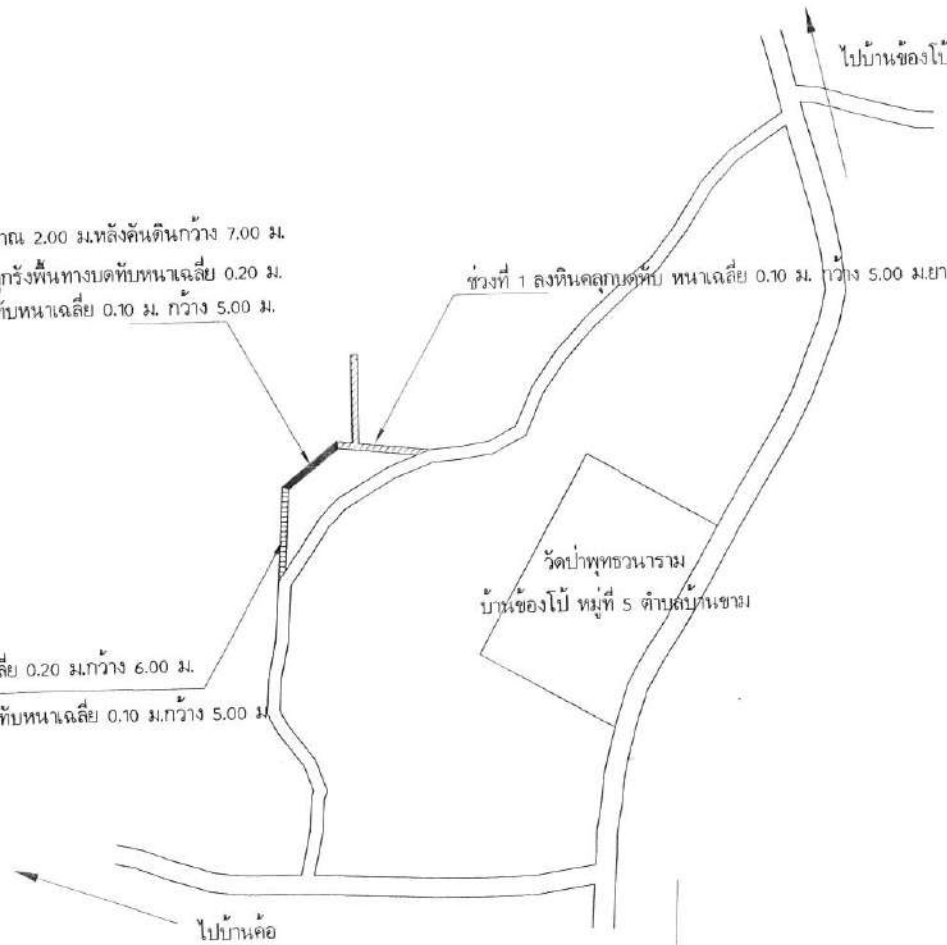 ไปบ้านข้องโป้
าณ 2.00 ม.หลังคันดินกว้าง 7.00 ม.
กรังพื้นทางบดทับหนาเฉลี่ย 0.20 ม.
ทับหนาเฉลี่ย 0.10 ม. กว้าง 5.00 ม.
ช่วงที่ 1 ลงหินคลุกบดทับ หนาเฉลี่ย 0.10 ม. กว้าง 5.00 ม.ยา
วัดป่าพุทธวนาราม
บ้านข้องโป้ หมู่ที่ 5 ตำบลบ้านขาม
ลี่ย 0.20 ม.กว้าง 6.00 ม.
ทับหนาเฉลี่ย 0.10 ม.กว้าง 5.00 ม
ไปบ้านค้อ